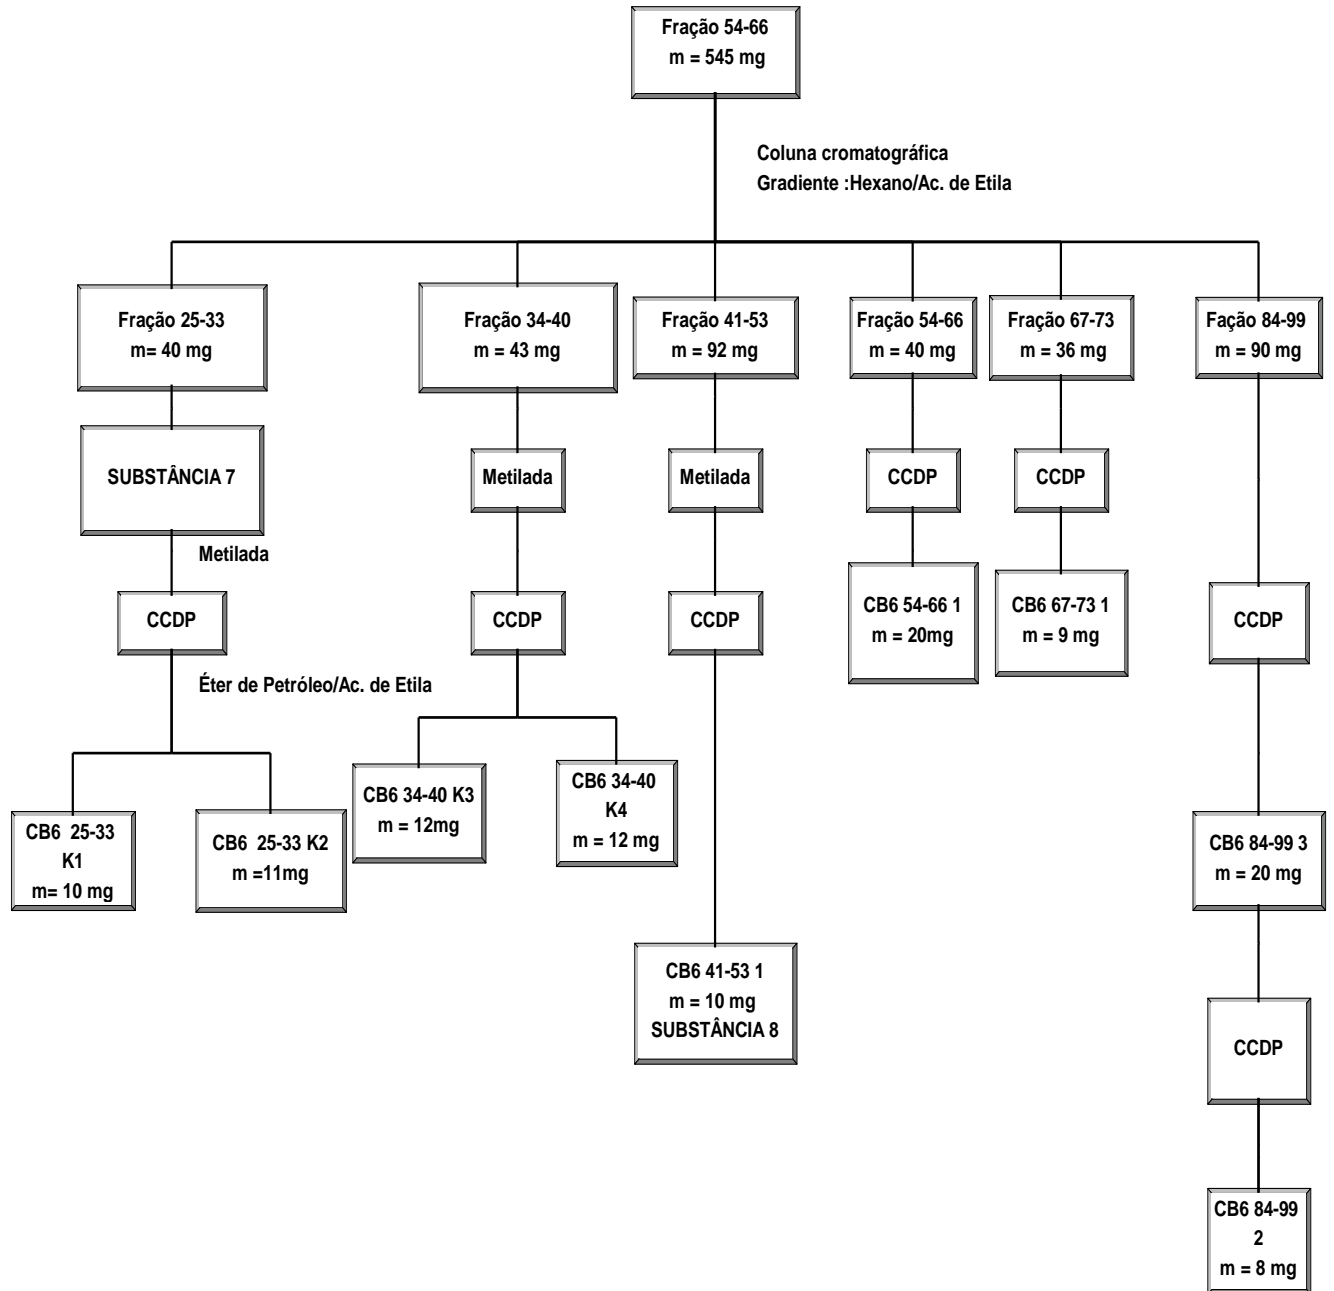 Fração 54-66
m = 545 mg
Coluna cromatográfica
Gradiente :Hexano/Ac. de Etila
Fração 25-33
m= 40 mg
Fração 34-40
m = 43 mg
Fração 41-53
m = 92 mg
Fração 54-66
m = 40 mg
Fração 67-73
m = 36 mg
Fação 84-99
m = 90 mg
SUBSTÂNCIA 7
Metilada
Metilada
CCDP
CCDP
Metilada
CCDP
CCDP
CCDP
CCDP
CB6 54-66 1
m = 20mg
CB6 67-73 1
m = 9 mg
Éter de Petróleo/Ac. de Etila
CB6 25-33
K1
m= 10 mg
CB6 25-33 K2
m =11mg
CB6 34-40 K3
m = 12mg
CB6 34-40
K4
m = 12 mg
CB6 84-99 3
m = 20 mg
CB6 41-53 1
m = 10 mg
SUBSTÂNCIA 8
CCDP
CB6 84-99
2
m = 8 mg